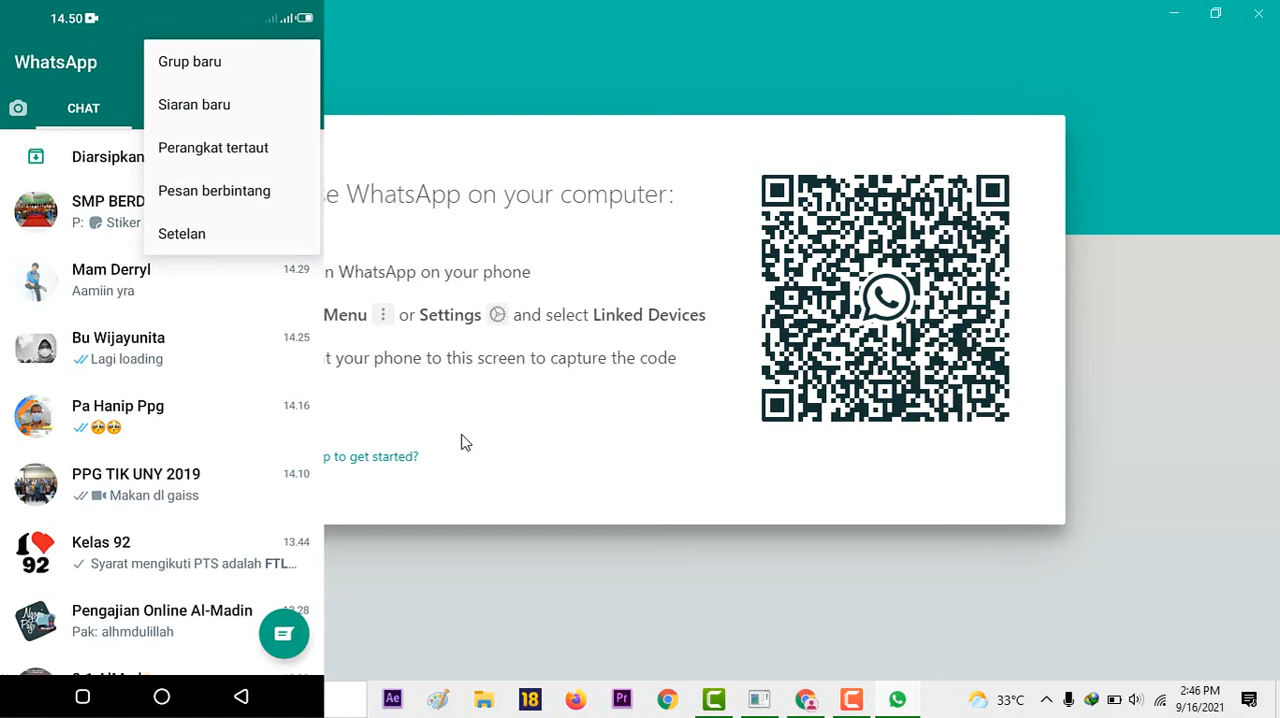 14.50
WhatsApp
CHAT
Grup baru
Siaran baru
Perangkat tertaut
Pesan berbintang
Setelan
Diarsipkan
SMP BERD
P: Stiker
Mam Derryl
14.29
Aamiin yra
Bu Wijayunita
14.25
Lagi loading
Pa Hanip Ppg
14.16
PPG TIK UNY 2019
14.10
Makan dl gaiss
Kelas 92
13.44
92
Syarat mengikuti PTS adalah FTL...
Pengajian Online Al-Madin
Pak: alhmdulillah
WhatsApp on your computer:
WhatsApp on your phone
Menu or Settings and select Linked Devices
your phone to this screen to capture the code
to get started?
Ae
18
Pr
C
C
33°C
2:46 PM
9/16/2021